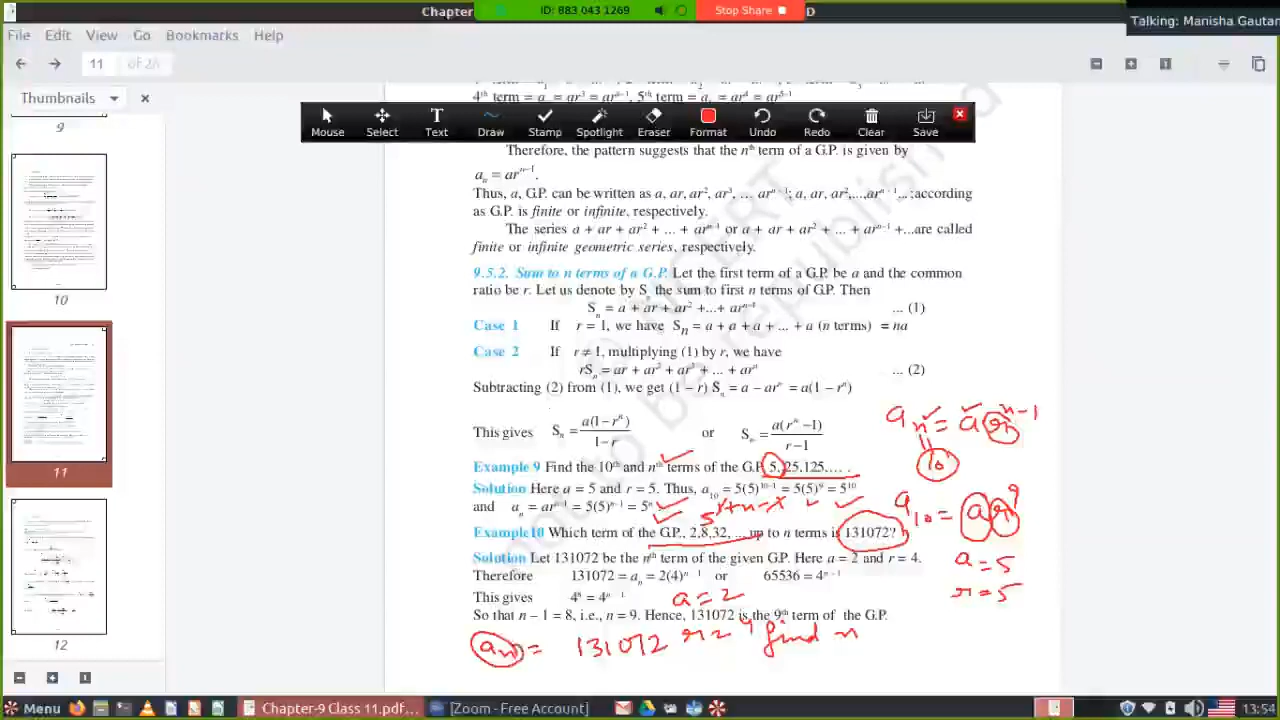 Chapter
D
ID: 883 043 1269
Stop Share
Talking: Manisha Gautam
File Edit View Go Bookmarks Help
11 of 26
Thumbnails
9
10
11
12
Mouse Select Text Draw Stamp Spotlight Eraser Format Undo Redo Clear Save
Therefore, the pattern suggests that the nth term of a G.P. is given by
aₙ = arⁿ⁻¹.
Thus, a, G.P. can be written as a, ar, ar², ar³, … arⁿ⁻¹; a, ar, ar²,...,arⁿ⁻¹... ;according
as G.P. is finite or infinite, respectively.
The series a + ar + ar² + ... + arⁿ⁻¹ or a + ar + ar² + ... + arⁿ⁻¹ +...are called
finite or infinite geometric series, respectively.
9.5.2. Sum to n terms of a G.P. Let the first term of a G.P. be a and the common
ratio be r. Let us denote by Sₙ the sum to first n terms of G.P. Then
Sₙ = a + ar + ar² +...+ arⁿ⁻¹ ... (1)
Case 1 If r = 1, we have Sₙ = a + a + a + ... + a (n terms) = na
Case 2 If r ≠ 1, multiplying (1) by r, we have
rSₙ = ar + ar² + ar³ + ... + arⁿ ... (2)
Subtracting (2) from (1), we get (1 – r) Sₙ = a – arⁿ = a(1 – rⁿ)
This gives Sₙ = a(1–rⁿ)/1–r or Sₙ = a(rⁿ –1)/r–1
aₙ = arⁿ⁻¹
10
Example 9 Find the 10th and nth terms of the G.P. 5, 25,125,… .
Solution Here a = 5 and r = 5. Thus, a₁₀ = 5(5)¹⁰⁻¹ = 5(5)⁹ = 5¹⁰
and aₙ = arⁿ⁻¹ = 5(5)ⁿ⁻¹ = 5ⁿ
a₁₀ = ar⁹
Example10 Which term of the G.P., 2,8,32, ... up to n terms is 131072?
Solution Let 131072 be the nth term of the given G.P. Here a = 2 and r = 4.
a = 5
Therefore 131072 = aₙ = 2(4)ⁿ⁻¹ or 65536 = 4ⁿ⁻¹
r = 5
This gives 4⁸ = 4ⁿ⁻¹
a = 2
So that n – 1 = 8, i.e., n = 9. Hence, 131072 is the 9th term of the G.P.
aₙ = 131072 r = 4 find n
Menu
Chapter-9 Class 11.pdf…
[Zoom - Free Account]
13:54